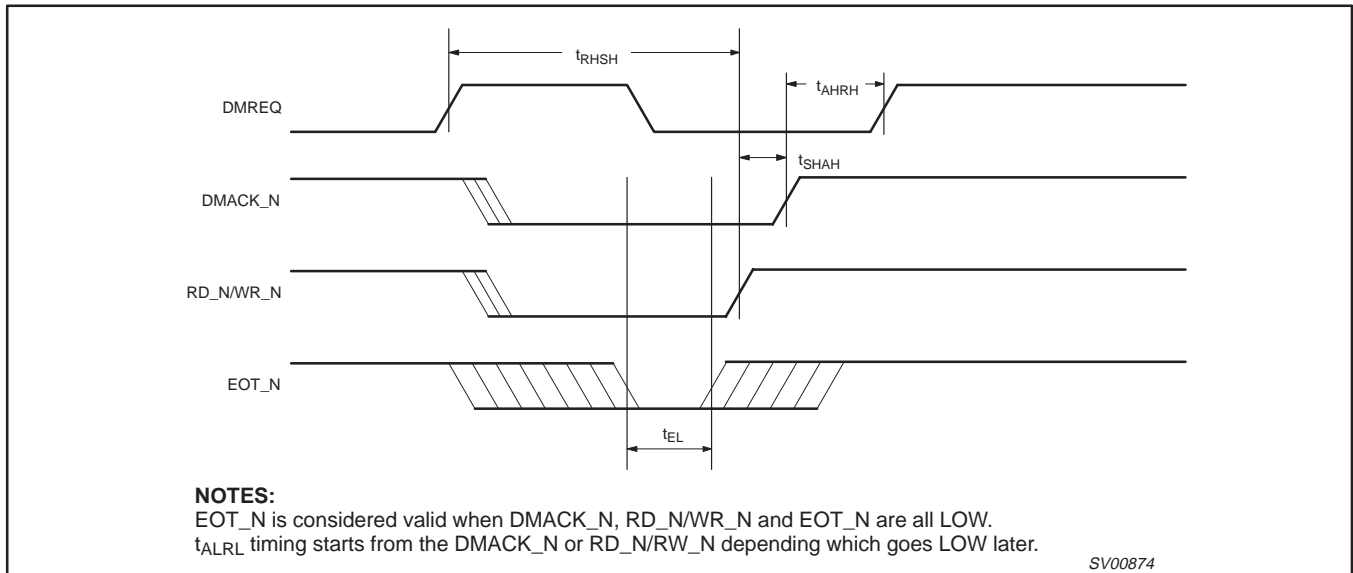 tRHSH
tAHRH
DMREQ
tSHAH
DMACK_N
RD_N/WR_N
EOT_N
tEL
NOTES:
EOT_N is considered valid when DMACK_N, RD_N/WR_N and EOT_N are all LOW.
tALRL timing starts from the DMACK_N or RD_N/RW_N depending which goes LOW later.
SV00874